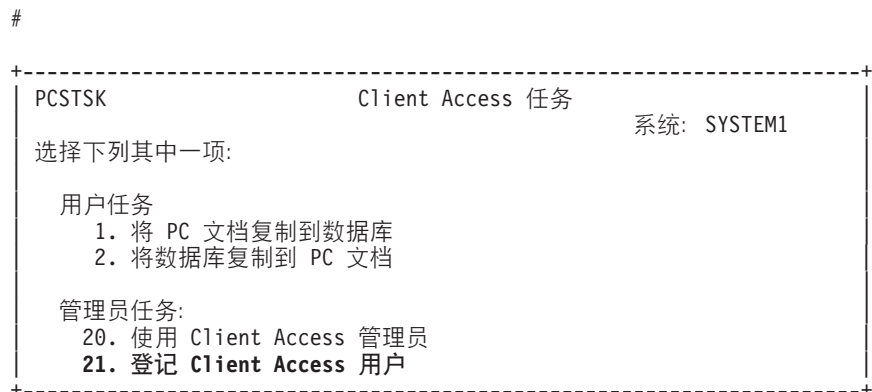 #
PCSTSK Client Access 任务
系统: SYSTEM1
选择下列其中一项:
用户任务
1. 将 PC 文档复制到数据库
2. 将数据库复制到 PC 文档
管理员任务:
20. 使用 Client Access 管理员
21. 登记 Client Access 用户